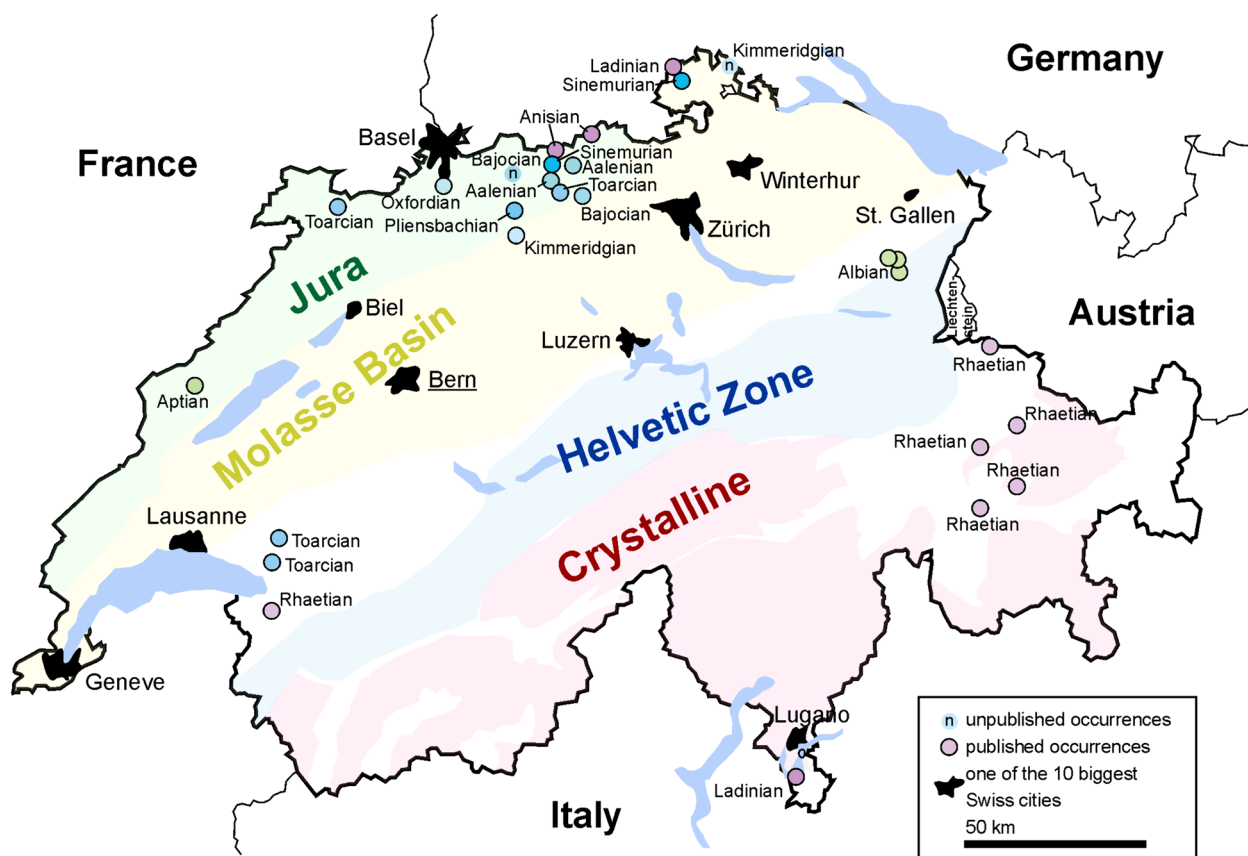 Kimmeridgian
Germany
Ladinian
n
Sinemurian
Anisian
Basel
France
Bajocian
Sinemurian
n
Aalenian
Winterhur
Oxfordian
Aalenian
Toarcian
Toarcian
Pliensbachian
Bajocian
St. Gallen
Zürich
Kimmeridgian
Albian
Jura
Liechten
stein
Biel
Austria
Luzern
Molasse Basin
Rhaetian
Bern
Aptian
Helvetic Zone
Rhaetian
Rhaetian
Rhaetian
Crystalline
Rhaetian
Lausanne
Toarcian
Toarcian
Rhaetian
Geneve
Lugano
Ladinian
Italy
n unpublished occurrences
published occurrences
one of the 10 biggest
Swiss cities
50 km